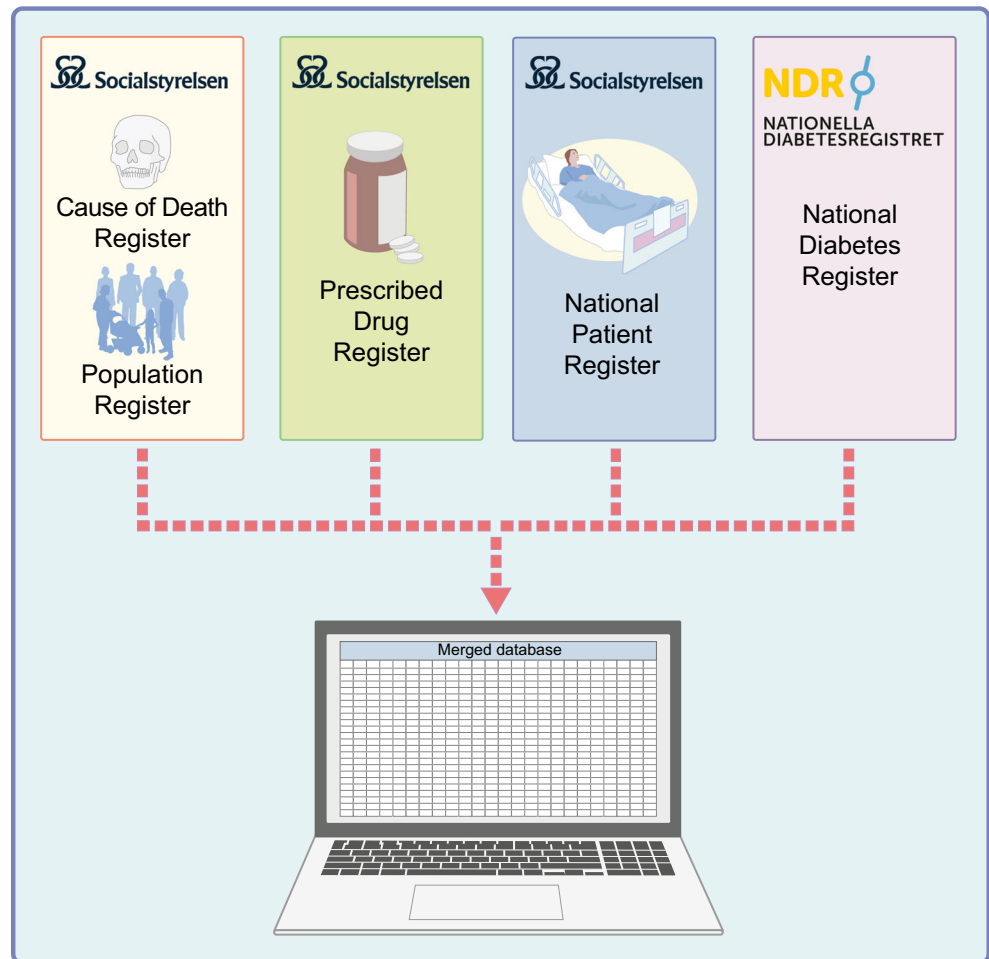 Socialstyrelsen
Cause of Death
Register
Population
Register
Socialstyrelsen
Prescribed
Drug
Register
Socialstyrelsen
National
Patient
Register
NDR
NATIONELLA
DIABETESREGISTRET
National
Diabetes
Register
Merged database